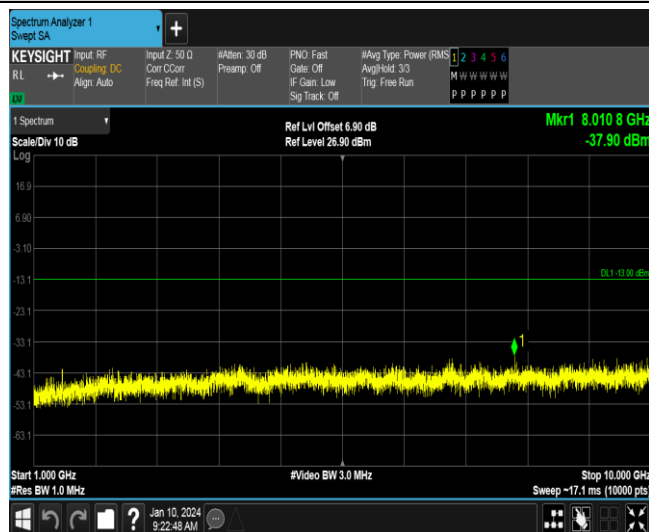 Spectrum Analyzer 1
Swept SA
+
KEYSIGHT Input: RF Input Z: 50 Ω #Atten: 30 dB PNO: Fast #Avg Type: Power (RMS 1 2 3 4 5 6
RL Coupling: DC Corr CCorr Preamp: Off Gate: Off Avg|Hold: 3/3 M W W W W W
Align: Auto Freq Ref: Int (S) IF Gain: Low Trig: Free Run
Sig Track: Off P P P P P P
LXI
1 Spectrum Ref Lvl Offset 6.90 dB Mkr1 8.010 8 GHz
Scale/Div 10 dB Ref Level 26.90 dBm -37.90 dBm
Log
16.9
6.90
-3.10
DL1 -13.00 dBm
-13.1
-23.1
-33.1
1
-43.1
-53.1
-63.1
Start 1.000 GHz #Video BW 3.0 MHz Stop 10.000 GHz
#Res BW 1.0 MHz Sweep ~17.1 ms (10000 pts)
? Jan 10, 2024
9:22:48 AM